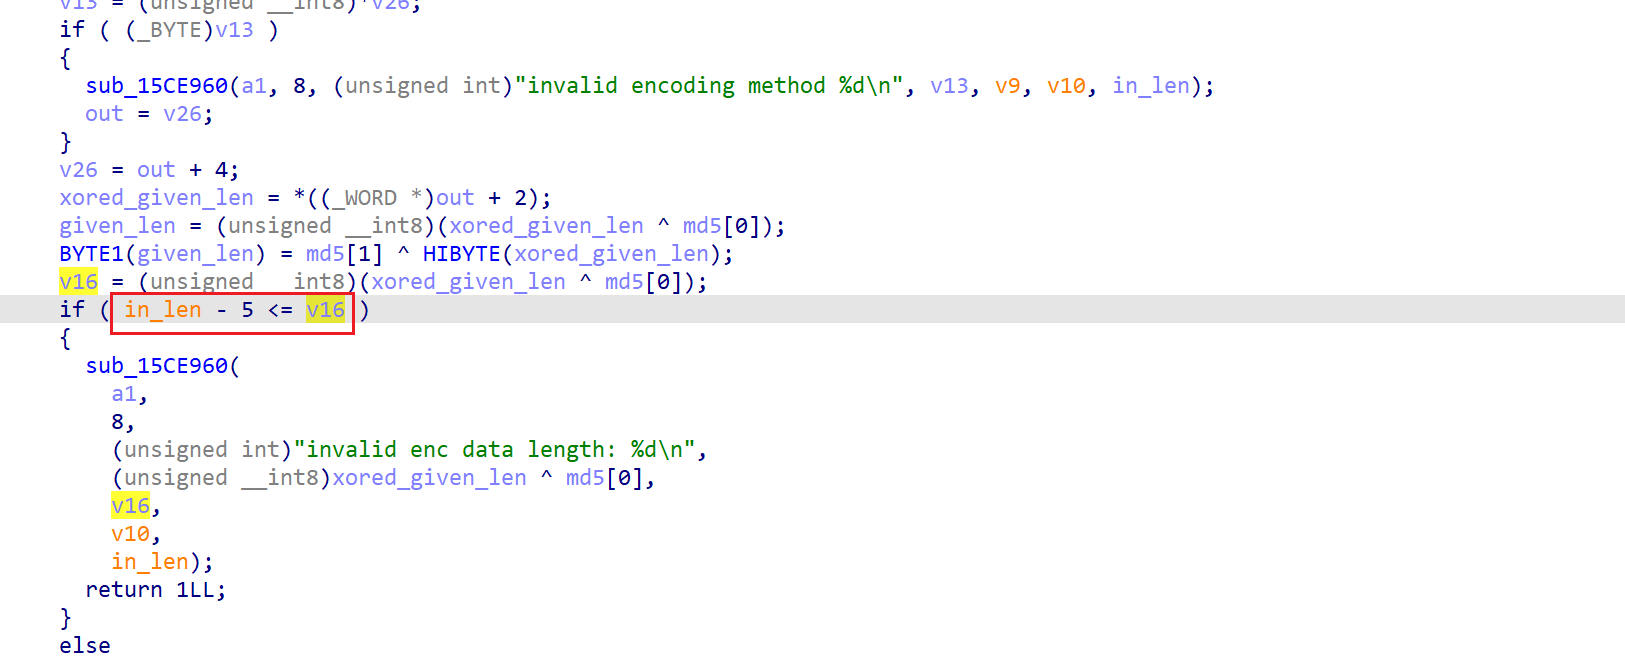 v13 = (unsigned __int8)*v26;
if ( (_BYTE)v13 )
{
sub_15CE960(a1, 8, (unsigned int)"invalid encoding method %d\n", v13, v9, v10, in_len);
out = v26;
}
v26 = out + 4;
xored_given_len = *((_WORD *)out + 2);
given_len = (unsigned __int8)(xored_given_len ^ md5[0]);
BYTE1(given_len) = md5[1] ^ HIBYTE(xored_given_len);
v16 = (unsigned __int8)(xored_given_len ^ md5[0]);
if ( in_len - 5 <= v16 )
{
sub_15CE960(
a1,
8,
(unsigned int)"invalid enc data length: %d\n",
(unsigned __int8)xored_given_len ^ md5[0],
v16,
v10,
in_len);
return 1LL;
}
else